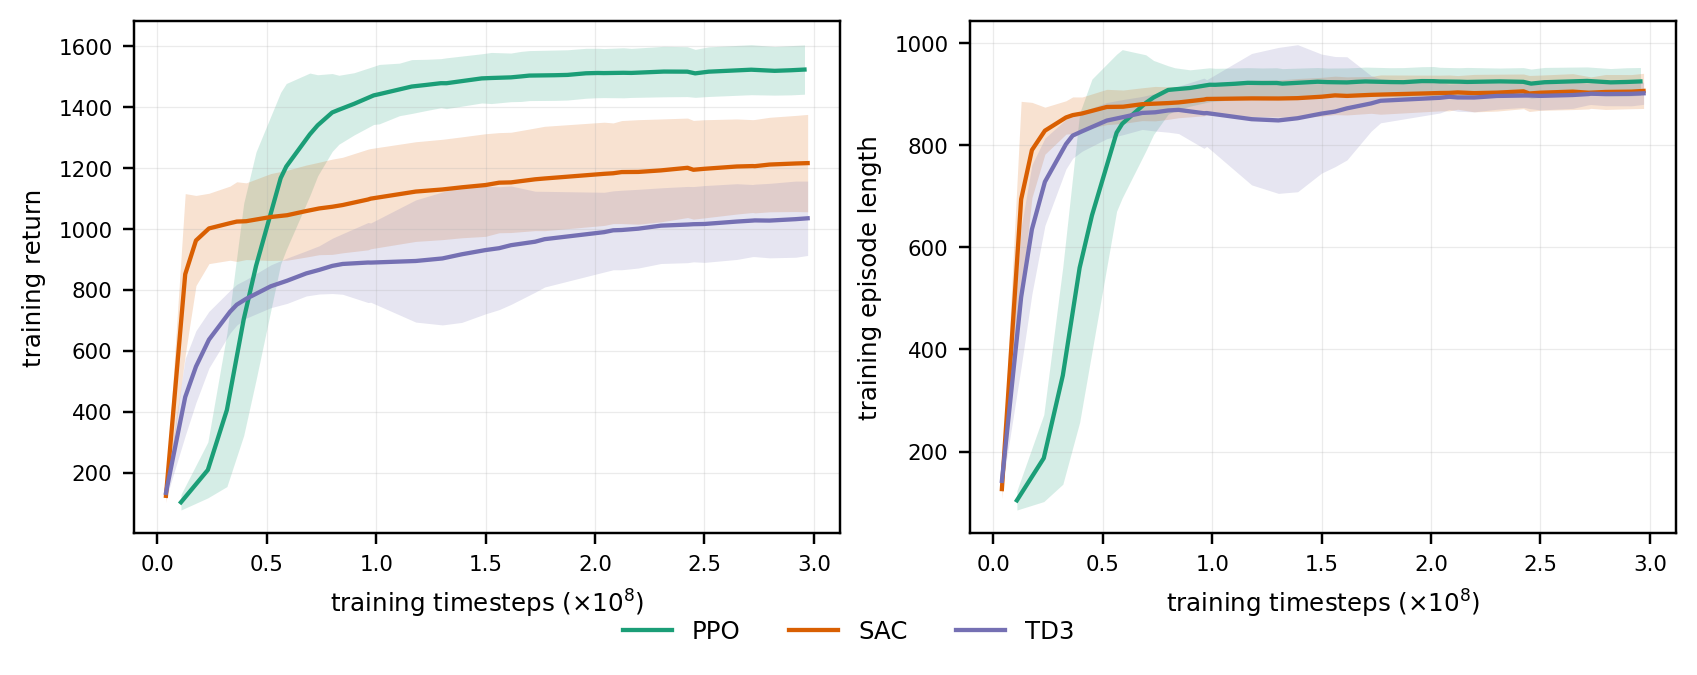 training return
1600
1400
1200
1000
800
600
400
200
0.0 0.5 1.0 1.5 2.0 2.5 3.0
training timesteps (×10⁸)
training episode length
1000
800
600
400
200
0.0 0.5 1.0 1.5 2.0 2.5 3.0
training timesteps (×10⁸)
PPO SAC TD3